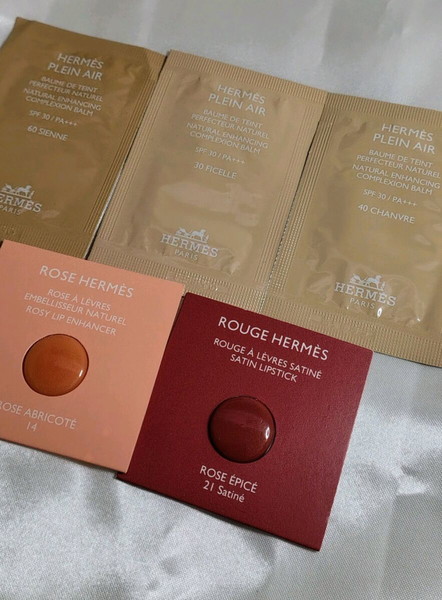 HERMÈS
PLEIN AIR
BAUME DE TEINT
PERFECTEUR NATUREL
NATURAL ENHANCING
COMPLEXION BALM
SPF 30 / PA+++
60 SIENNE
HERMÈS
PARIS
HERMÈS
PLEIN AIR
BAUME DE TEINT
PERFECTEUR NATUREL
NATURAL ENHANCING
COMPLEXION BALM
SPF 30 / PA+++
30 FICELLE
HERMÈS
PARIS
HERMÈS
PLEIN AIR
BAUME DE TEINT
PERFECTEUR NATUREL
NATURAL ENHANCING
COMPLEXION BALM
SPF 30 / PA+++
40 CHANVRE
HERMÈS
PARIS
ROSE HERMÈS
ROSE À LÈVRES
EMBELLISSEUR NATUREL
ROSY LIP ENHANCER
ROSE ABRICOTÉ
14
ROUGE HERMÈS
ROUGE À LÈVRES SATINÉ
SATIN LIPSTICK
ROSE ÉPICÉ
21 Satiné